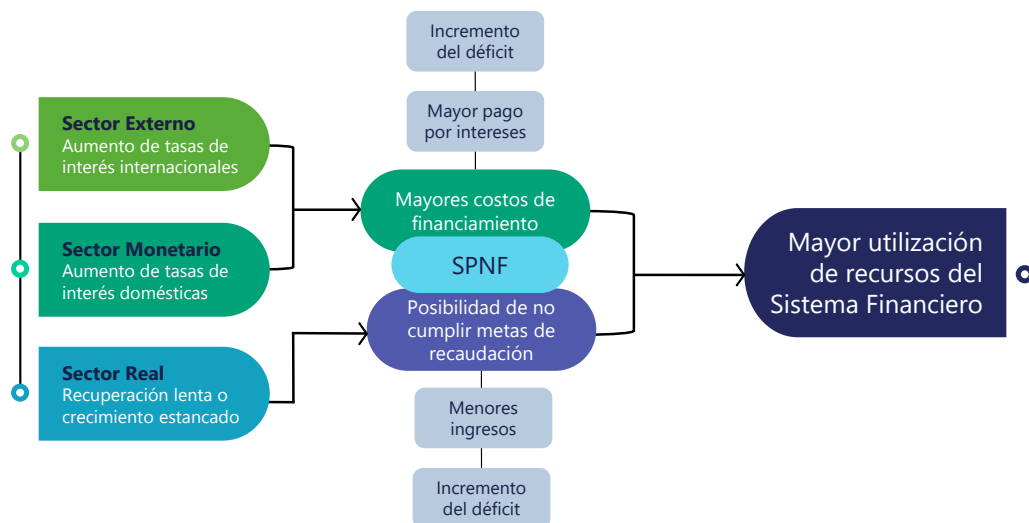 Incremento
del déficit
Mayor pago
por intereses
Sector Externo
Aumento de tasas de
interés internacionales
Sector Monetario
Aumento de tasas de
interés domésticas
Sector Real
Recuperación lenta o
crecimiento estancado
Mayores costos de
financiamiento
SPNF
Posibilidad de no
cumplir metas de
recaudación
Menores
ingresos
Incremento
del déficit
Mayor utilización
de recursos del
Sistema Financiero